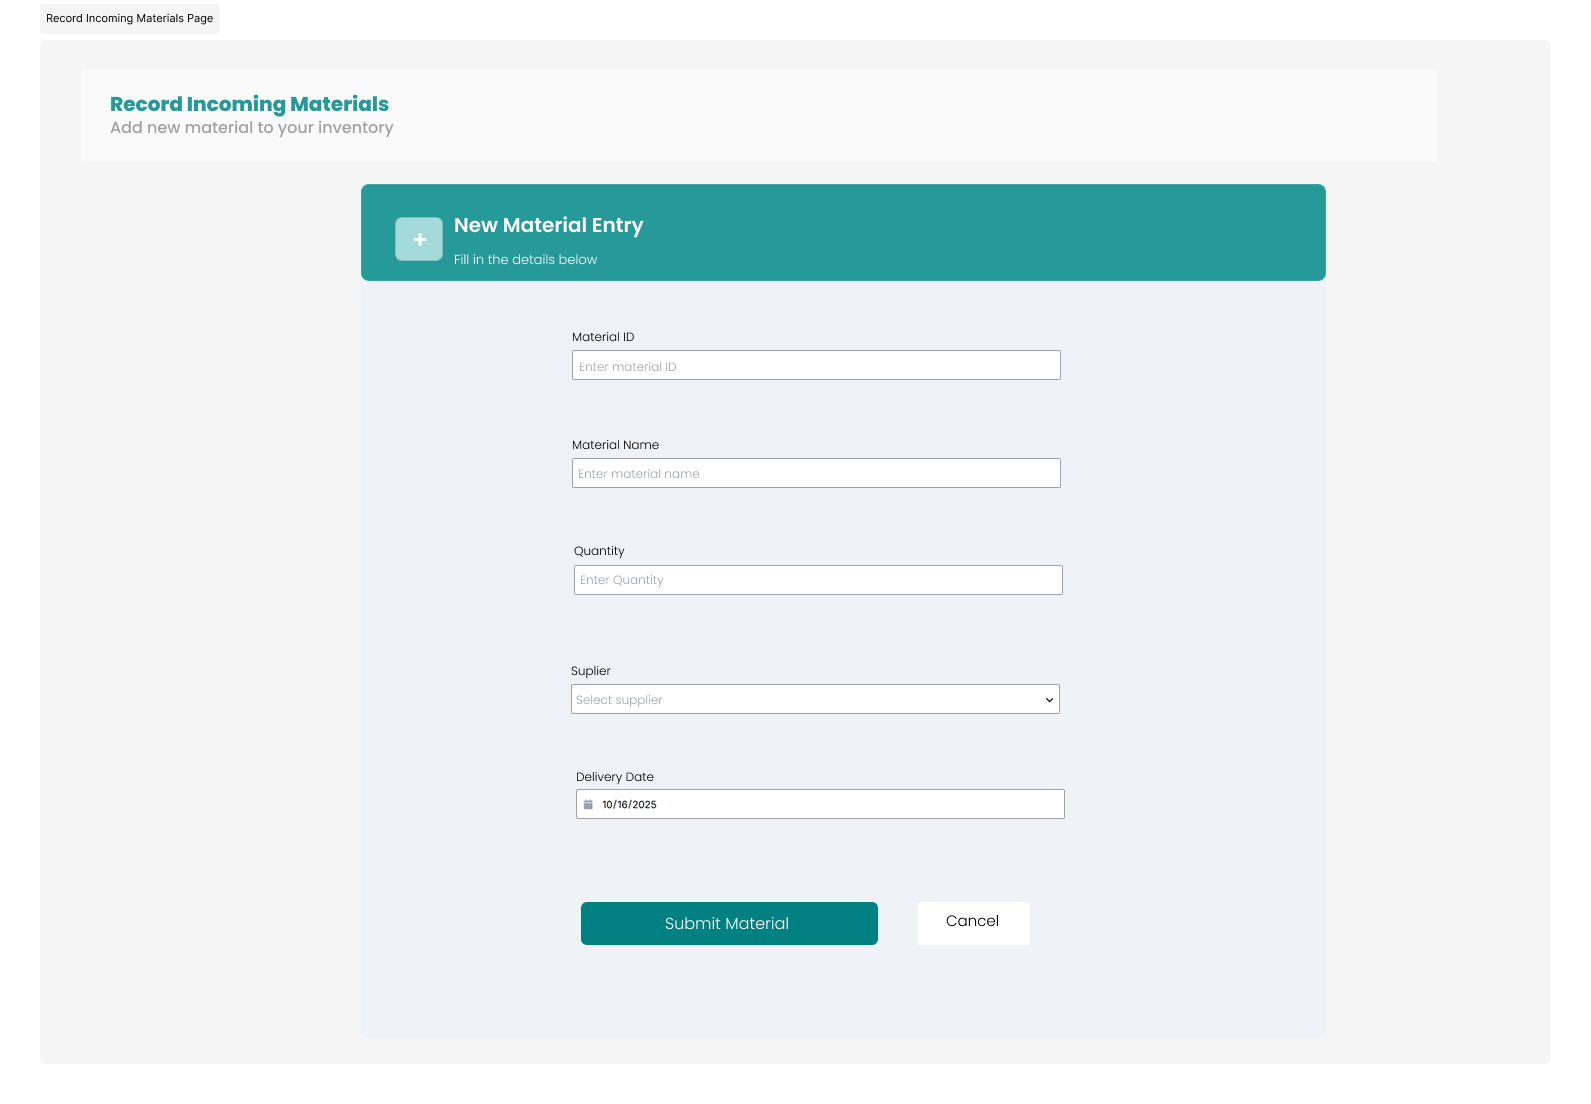 Record Incoming Materials Page
Record Incoming Materials
Add new material to your inventory
New Material Entry
Fill in the details below
Material ID
Enter material ID
Material Name
Enter material name
Quantity
Enter Quantity
Suplier
Select supplier
Delivery Date
10/16/2025
Submit Material
Cancel